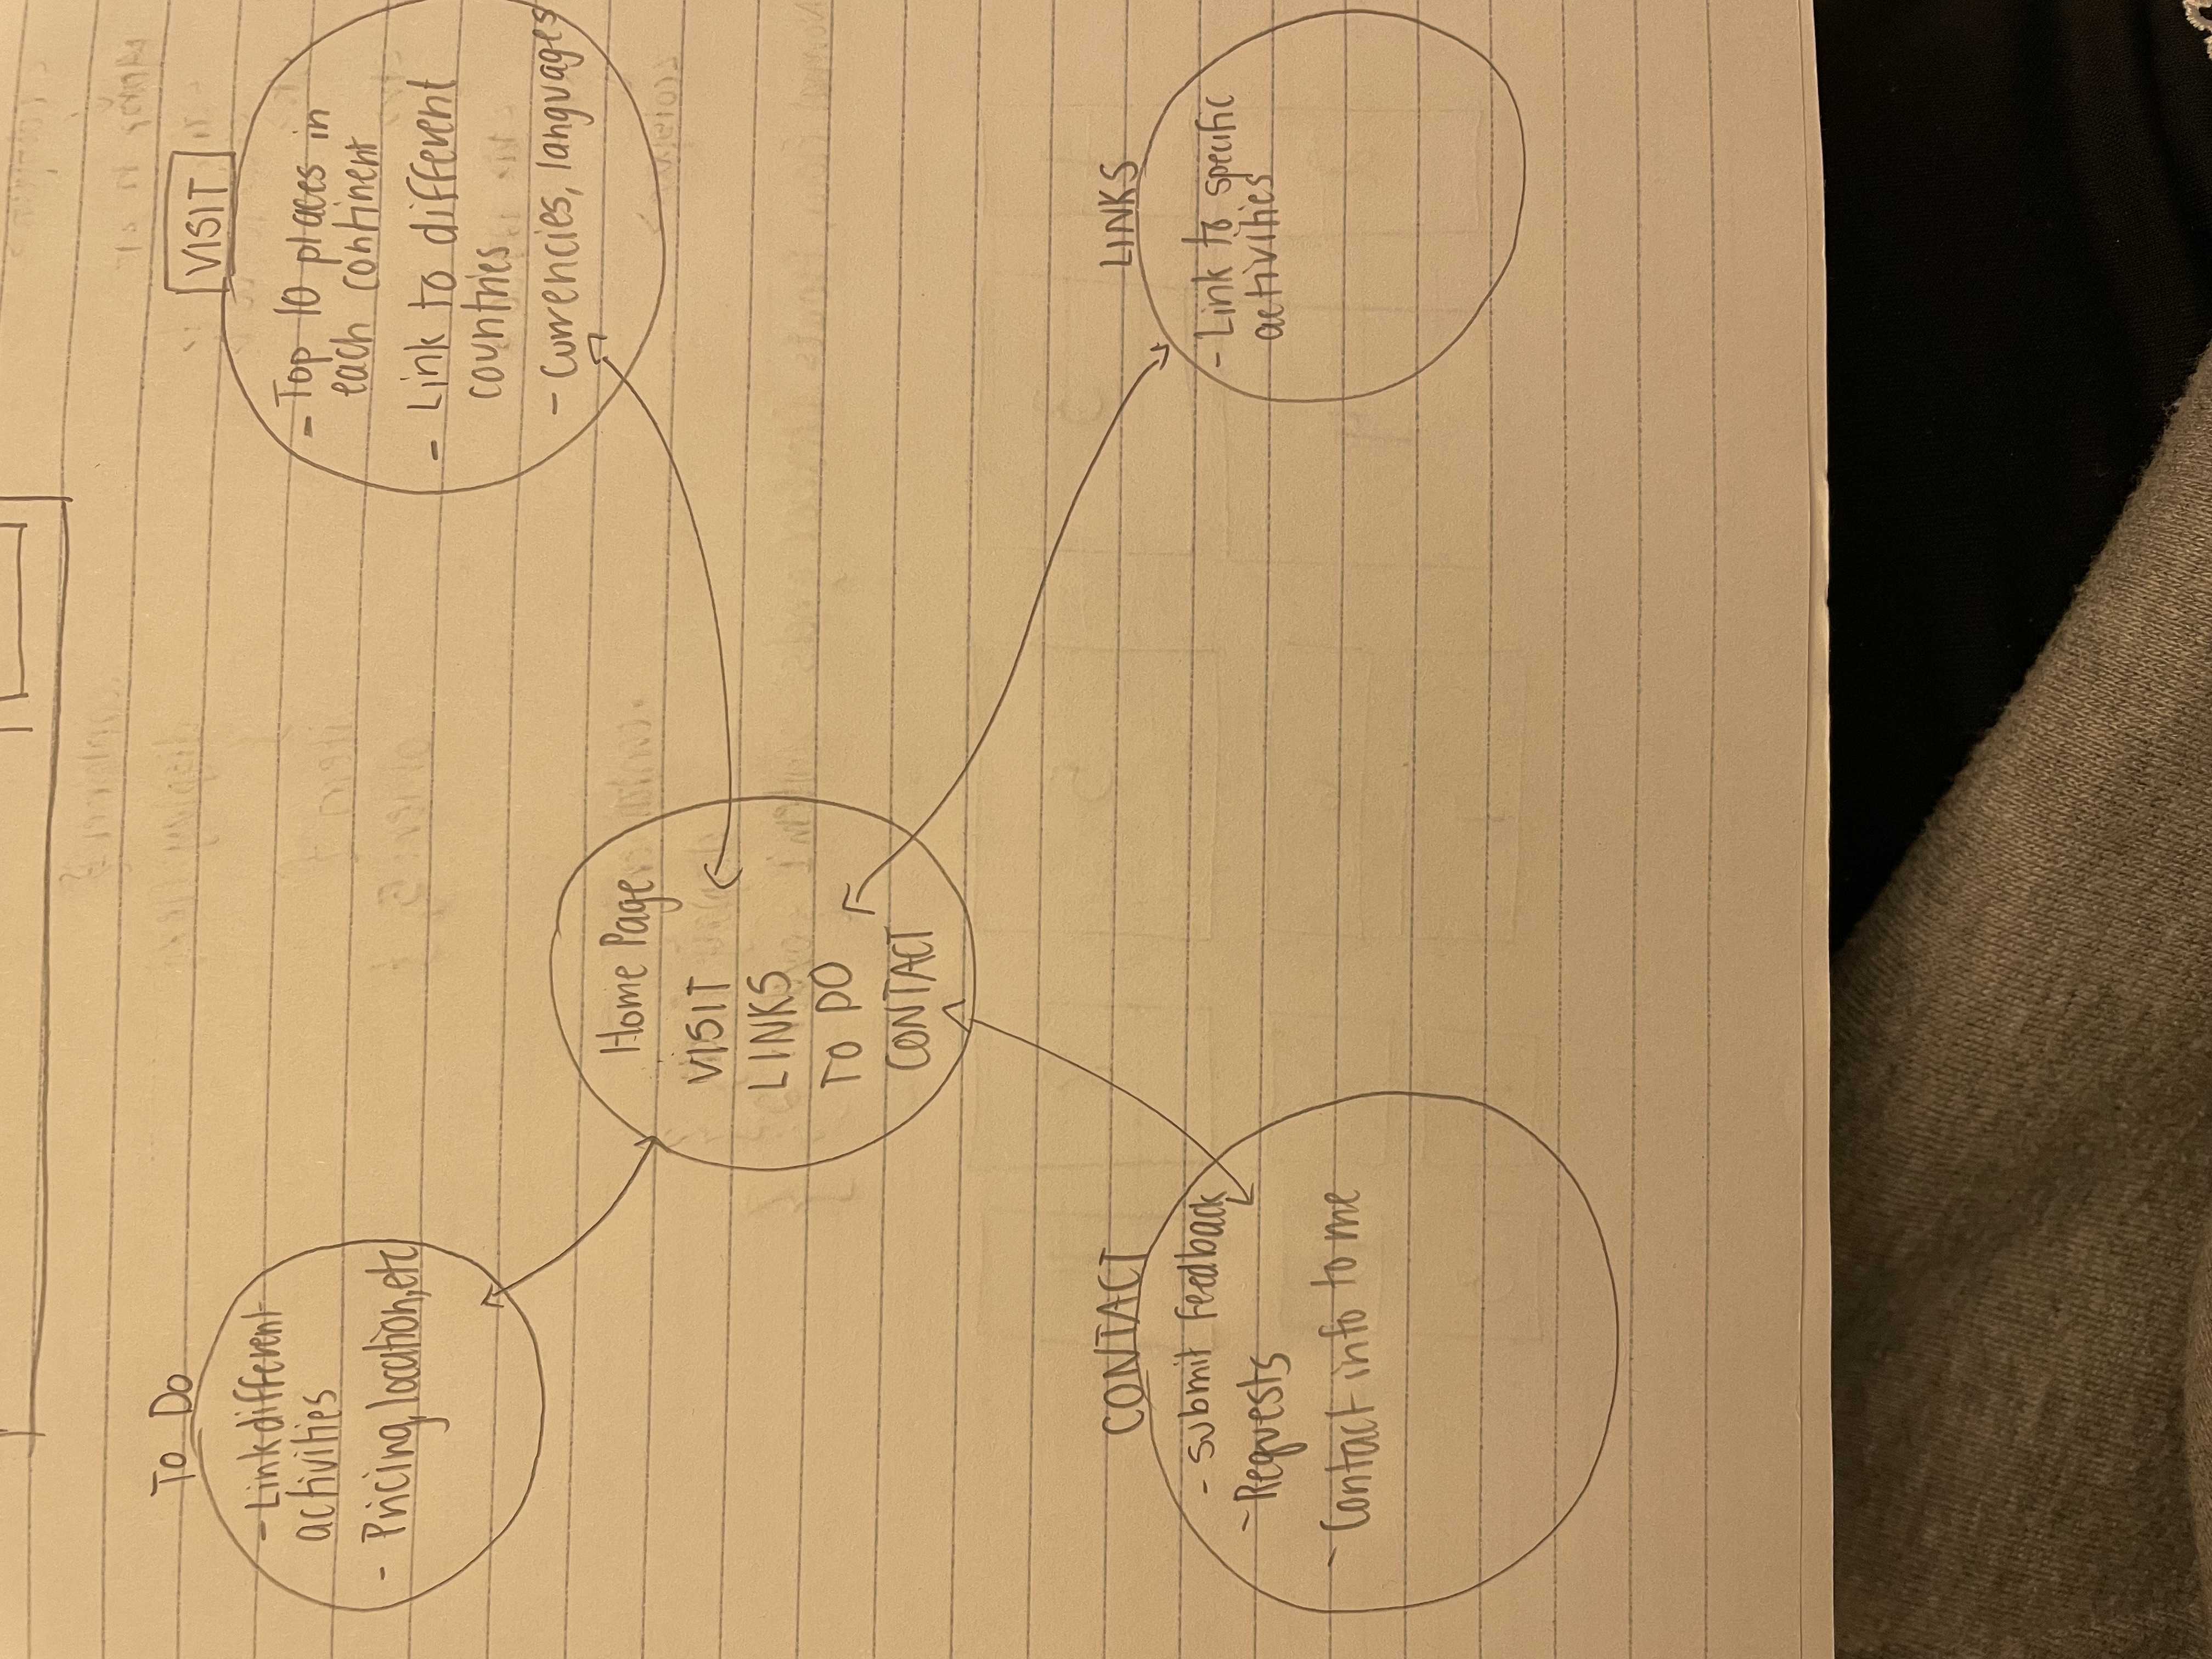 To Do
- Link different
activities
- Pricing, location, etc
VISIT
- Top 10 places in
each continent
- Link to different
countries
- Currencies, languages
Home Page
VISIT
LINKS
TO DO
CONTACT
CONTACT
- Submit Feedback
- Requests
- Contact info to me
LINKS
- Link to specific
activities